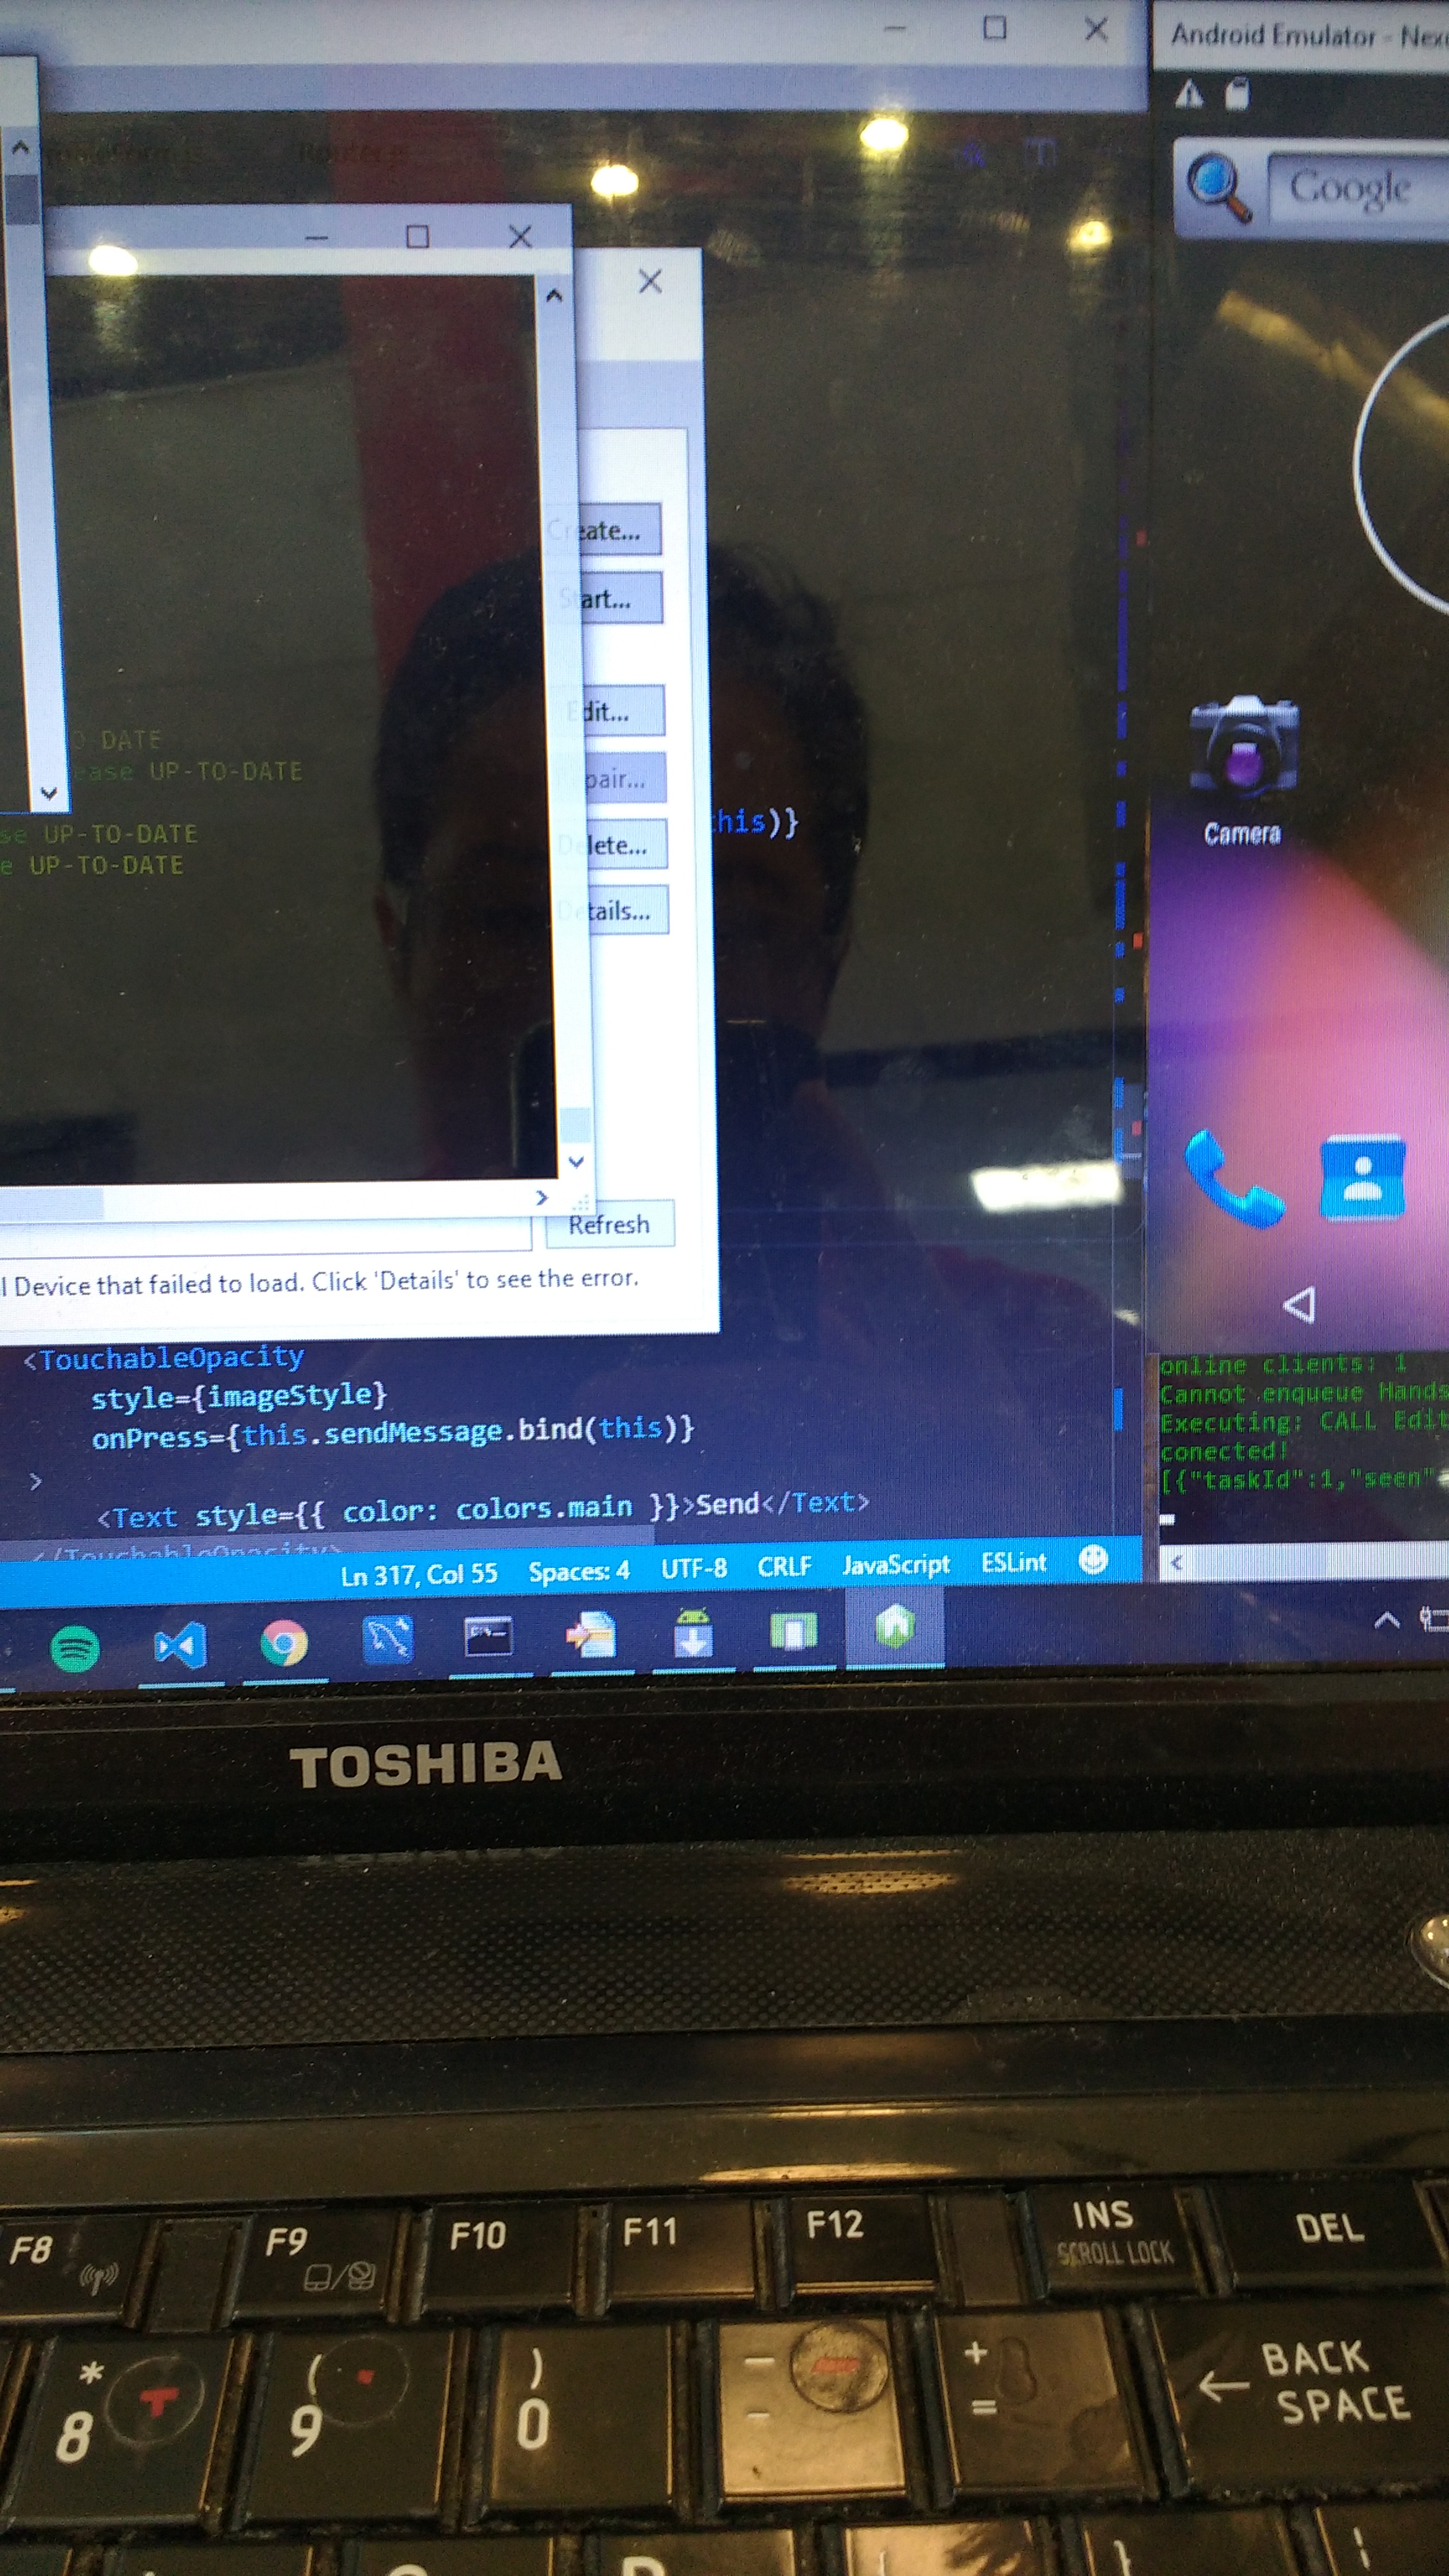 Android Emulator - Nex
Google
Create...
Start...
Edit...
pair...
Delete...
Details...
O-DATE
ease UP-TO-DATE
se UP-TO-DATE
e UP-TO-DATE
this)}
Camera
Refresh
l Device that failed to load. Click 'Details' to see the error.
<TouchableOpacity
style={imageStyle}
onPress={this.sendMessage.bind(this)}
>
<Text style={{ color: colors.main }}>Send</Text>
</TouchableOpacity>
online clients: 1
Cannot enqueue Hands
Executing: CALL Edit
conected!
[{"taskId":1,"seen"
Ln 317, Col 55 Spaces: 4 UTF-8 CRLF JavaScript ESLint
TOSHIBA
F8 F9 F10 F11 F12 INS DEL
SCROLL LOCK
* ( ) — +
8 9 0 - = ← BACK SPACE